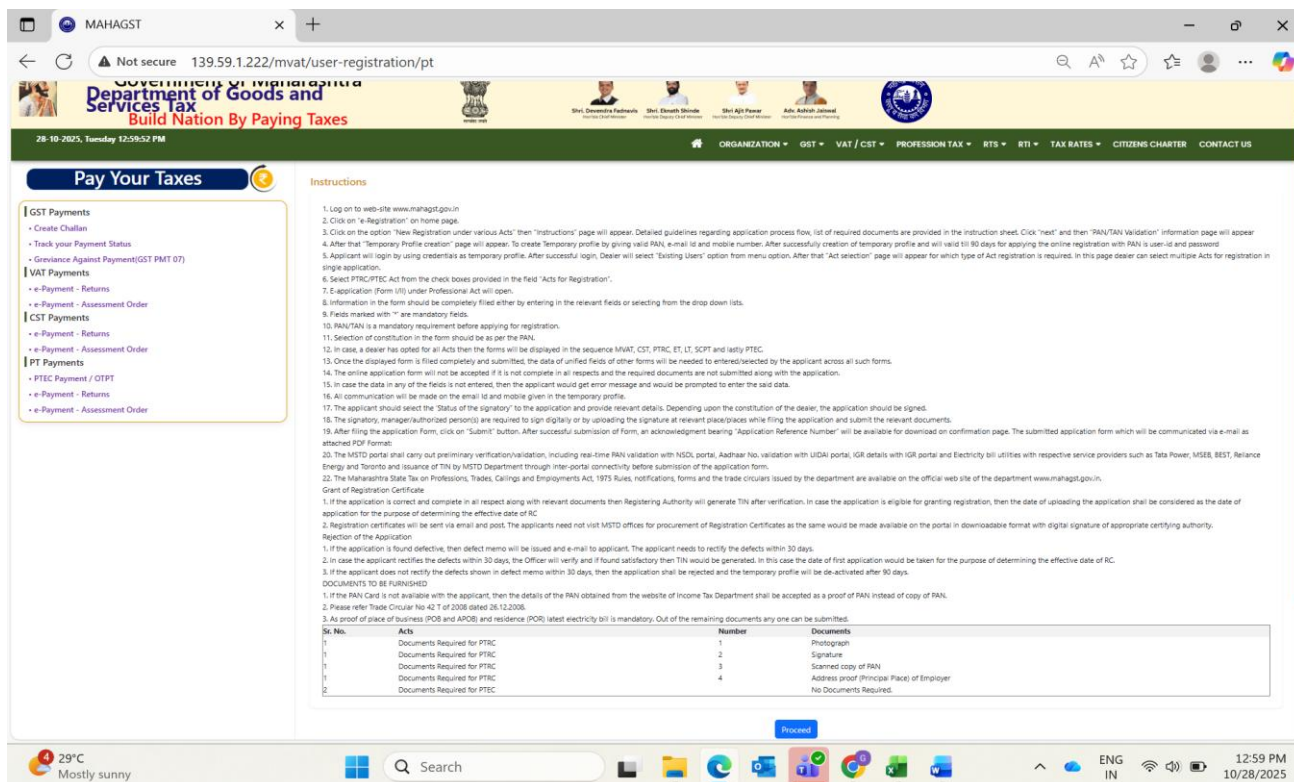 MAHAGST
Not secure 139.59.1.222/mvat/user-registration/pt
Government of Maharashtra
Department of Goods and
Services Tax
Build Nation By Paying Taxes
Shri. Devendra Fadnavis Shri. Eknath Shinde Shri Ajit Pawar Adv. Ashish Jaiswal
Hon'ble Chief Minister Hon'ble Deputy Chief Minister Hon'ble Deputy Chief Minister Hon'ble Finance and Planning
28-10-2025, Tuesday 12:59:52 PM
ORGANIZATION GST VAT / CST PROFESSION TAX RTS RTI TAX RATES CITIZENS CHARTER CONTACT US
Pay Your Taxes
GST Payments
• Create Challan
• Track your Payment Status
• Greviance Against Payment(GST PMT 07)
VAT Payments
• e-Payment - Returns
• e-Payment - Assessment Order
CST Payments
• e-Payment - Returns
• e-Payment - Assessment Order
PT Payments
• PTEC Payment / OTPT
• e-Payment - Returns
• e-Payment - Assessment Order
Instructions
1. Log on to web-site www.mahagst.gov.in
2. Click on "e-Registration" on home page.
3. Click on the option "New Registration under various Acts" then "Instructions" page will appear. Detailed guidelines regarding application process flow, list of required documents are provided in the instruction sheet. Click "next" and then "PAN/TAN Validation" information page will appear
4. After that "Temporary Profile creation" page will appear. To create Temporary profile by giving valid PAN, e-mail id and mobile number. After successfully creation of temporary profile and will valid till 90 days for applying the online registration with PAN is user-id and password
5. Applicant will login by using credentials as temporary profile. After successful login, Dealer will select "Existing Users" option from menu option. After that "Act selection" page will appear for which type of Act registration is required. In this page dealer can select multiple Acts for registration in
single application.
6. Select PTRC/PTEC Act from the check boxes provided in the field "Acts for Registration".
7. E-application (Form I/II) under Professional Act will open.
8. Information in the form should be completely filled either by entering in the relevant fields or selecting from the drop down lists.
9. Fields marked with '*' are mandatory fields.
10. PAN/TAN is a mandatory requirement before applying for registration.
11. Selection of constitution in the form should be as per the PAN.
12. In case, a dealer has opted for all Acts then the forms will be displayed in the sequence MVAT, CST, PTRC, ET, LT, SCPT and lastly PTEC.
13. Once the displayed form is filled completely and submitted, the data of unified fields of other forms will be needed to entered/selected by the applicant across all such forms.
14. The online application form will not be accepted if it is not complete in all respects and the required documents are not submitted along with the application.
15. In case the data in any of the fields is not entered, then the applicant would get error message and would be prompted to enter the said data.
16. All communication will be made on the email id and mobile given in the temporary profile.
17. The applicant should select the 'Status of the signatory' to the application and provide relevant details. Depending upon the constitution of the dealer, the application should be signed.
18. The signatory, manager/authorized person(s) are required to sign digitally or by uploading the signature at relevant place/places while filing the application and submit the relevant documents.
19. After filing the application Form, click on "Submit" button. After successful submission of Form, an acknowledgment bearing "Application Reference Number" will be available for download on confirmation page. The submitted application form which will be communicated via e-mail as
attached PDF Format:
20. The MSTD portal shall carry out preliminary verification/validation, including real-time PAN validation with NSDL portal, Aadhaar No. validation with UIDAI portal, IGR details with IGR portal and Electricity bill utilities with respective service providers such as Tata Power, MSEB, BEST, Reliance
Energy and Toronto and issuance of TIN by MSTD Department through inter-portal connectivity before submission of the application form.
22. The Maharashtra State Tax on Professions, Trades, Callings and Employments Act, 1975 Rules, notifications, forms and the trade circulars issued by the department are available on the official web site of the department www.mahagst.gov.in.
Grant of Registration Certificate
1. If the application is correct and complete in all respect along with relevant documents then Registering Authority will generate TIN after verification. In case the application is eligible for granting registration, then the date of uploading the application shall be considered as the date of
application for the purpose of determining the effective date of RC
2. Registration certificates will be sent via email and post. The applicants need not visit MSTD offices for procurement of Registration Certificates as the same would be made available on the portal in downloadable format with digital signature of appropriate certifying authority.
Rejection of the Application
1. If the application is found defective, then defect memo will be issued and e-mail to applicant. The applicant needs to rectify the defects within 30 days.
2. In case the applicant rectifies the defects within 30 days, the Officer will verify and if found satisfactory then TIN would be generated. In this case the date of first application would be taken for the purpose of determining the effective date of RC.
3. If the applicant does not rectify the defects shown in defect memo within 30 days, then the application shall be rejected and the temporary profile will be de-activated after 90 days.
DOCUMENTS TO BE FURNISHED
1. If the PAN Card is not available with the applicant, then the details of the PAN obtained from the website of Income Tax Department shall be accepted as a proof of PAN instead of copy of PAN.
2. Please refer Trade Circular No 42 T of 2008 dated 26.12.2008.
3. As proof of place of business (POB and APOB) and residence (POR) latest electricity bill is mandatory. Out of the remaining documents any one can be submitted.
Sr. No. Acts Number Documents
1 Documents Required for PTRC 1 Photograph
1 Documents Required for PTRC 2 Signature
1 Documents Required for PTRC 3 Scanned copy of PAN
1 Documents Required for PTRC 4 Address proof (Principal Place) of Employer
2 Documents Required for PTEC No Documents Required.
Proceed
4 29°C
Mostly sunny
Search
ENG
IN
12:59 PM
10/28/2025